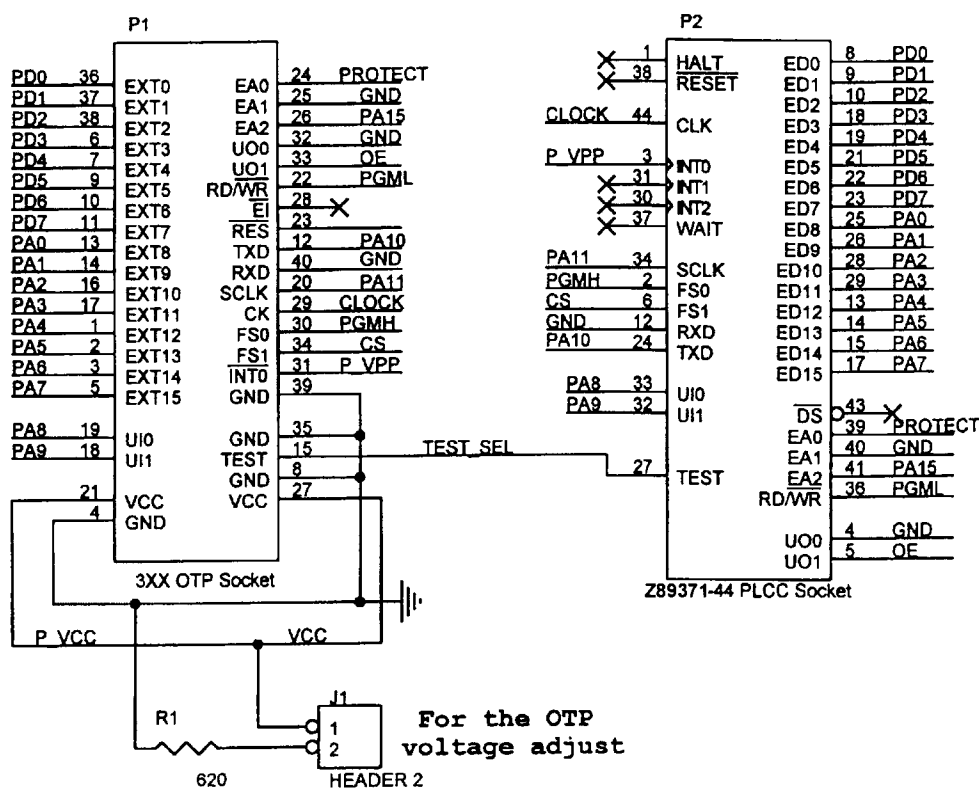 P1
PD0 36 EXT0 EA0 24 PROTECT
PD1 37 EXT1 EA1 25 GND
PD2 38 EXT2 EA2 26 PA15
PD3 6 EXT3 UO0 32 GND
PD4 7 EXT4 UO1 33 OE
PD5 9 EXT5 RD/WR 22 PGML
PD6 10 EXT6 EI 28
PD7 11 EXT7 RES 23
PA0 13 EXT8 TXD 12 PA10
PA1 14 EXT9 RXD 40 GND
PA2 16 EXT10 SCLK 20 PA11
PA3 17 EXT11 CK 29 CLOCK
PA4 1 EXT12 FS0 30 PGMH
PA5 2 EXT13 FS1 34 CS
PA6 3 EXT14 INT0 31 P_VPP
PA7 5 EXT15 GND 39
PA8 19 UI0 GND 35
PA9 18 UI1 TEST 15 TEST_SEL
GND 8
21 VCC VCC 27
4 GND
3XX OTP Socket
P_VCC VCC
R1
620
J1
1
2
HEADER 2
For the OTP
voltage adjust
P2
1 HALT ED0 8 PD0
38 RESET ED1 9 PD1
ED2 10 PD2
CLOCK 44 CLK ED3 18 PD3
ED4 19 PD4
P_VPP 3 INT0 ED5 21 PD5
31 INT1 ED6 22 PD6
30 INT2 ED7 23 PD7
37 WAIT ED8 25 PA0
ED9 26 PA1
PA11 34 SCLK ED10 28 PA2
PGMH 2 FS0 ED11 29 PA3
CS 6 FS1 ED12 13 PA4
GND 12 RXD ED13 14 PA5
PA10 24 TXD ED14 15 PA6
ED15 17 PA7
PA8 33 UI0
PA9 32 UI1 DS 43
EA0 39 PROTECT
EA1 40 GND
27 TEST EA2 41 PA15
RD/WR 36 PGML
UO0 4 GND
UO1 5 OE
Z89371-44 PLCC Socket